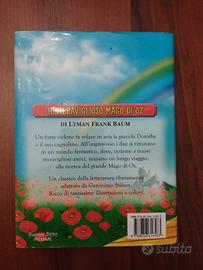 IL MERAVIGLIOSO MAGO DI OZ
DI LYMAN FRANK BAUM
Un forte ciclone fa volare in aria la piccola Dorothy
e il suo cagnolino. All'improvviso i due si ritrovano
in un mondo fantastico, dove, insieme a nuovi
meravigliosi amici, iniziano un lungo viaggio,
alla ricerca del grande Mago di Oz.
Un classico della letteratura liberamente
adattato da Geronimo Stilton.
Ricco di fantastiche illustrazioni a colori.
Geronimo Stilton
PIEMME
subito